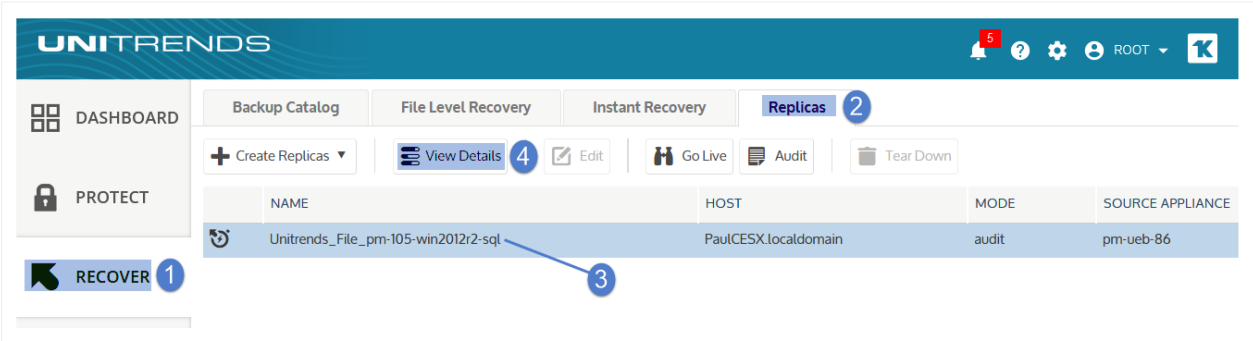 UNITRENDS
5
? ROOT
DASHBOARD
PROTECT
RECOVER 1
Backup Catalog File Level Recovery Instant Recovery Replicas 2
Create Replicas View Details 4 Edit Go Live Audit Tear Down
NAME HOST MODE SOURCE APPLIANCE
Unitrends_File_pm-105-win2012r2-sql PaulCESX.localdomain audit pm-ueb-86
3